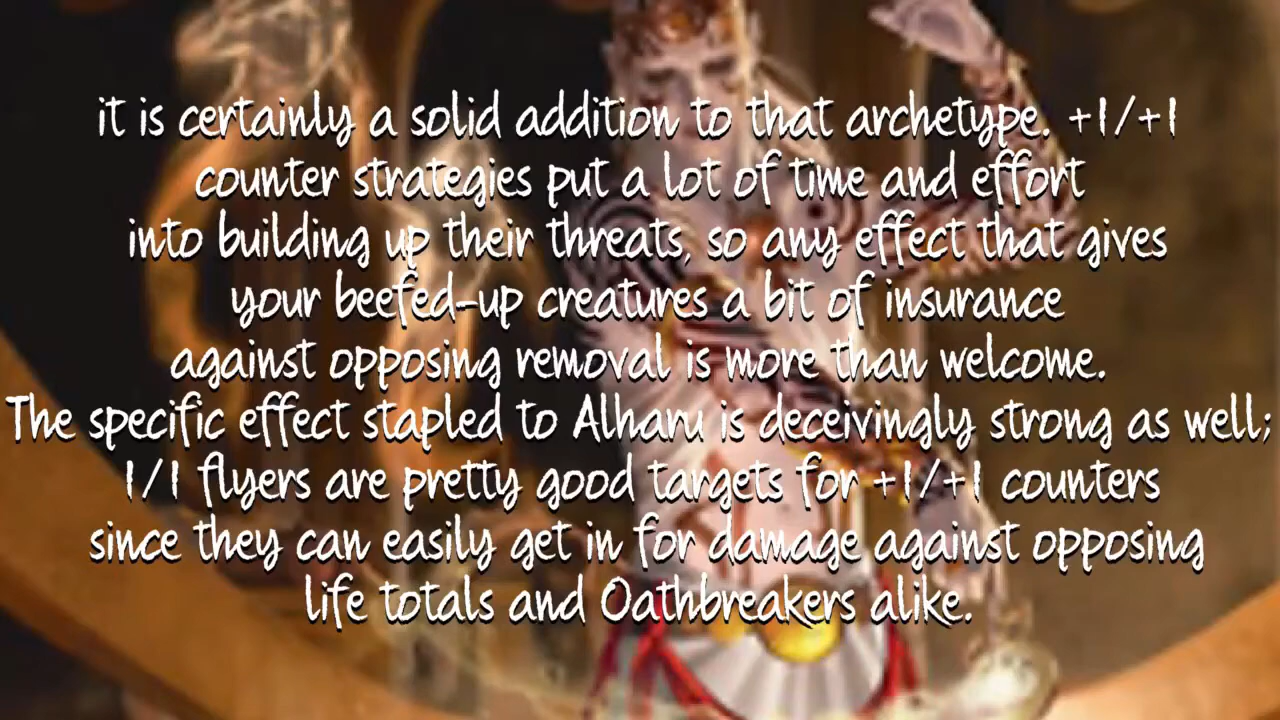 it is certainly a solid addition to that archetype. +1/+1
counter strategies put a lot of time and effort
into building up their threats, so any effect that gives
your beefed-up creatures a bit of insurance
against opposing removal is more than welcome.
The specific effect stapled to Alharu is deceivingly strong as well;
1/1 flyers are pretty good targets for +1/+1 counters
since they can easily get in for damage against opposing
life totals and Oathbreakers alike.